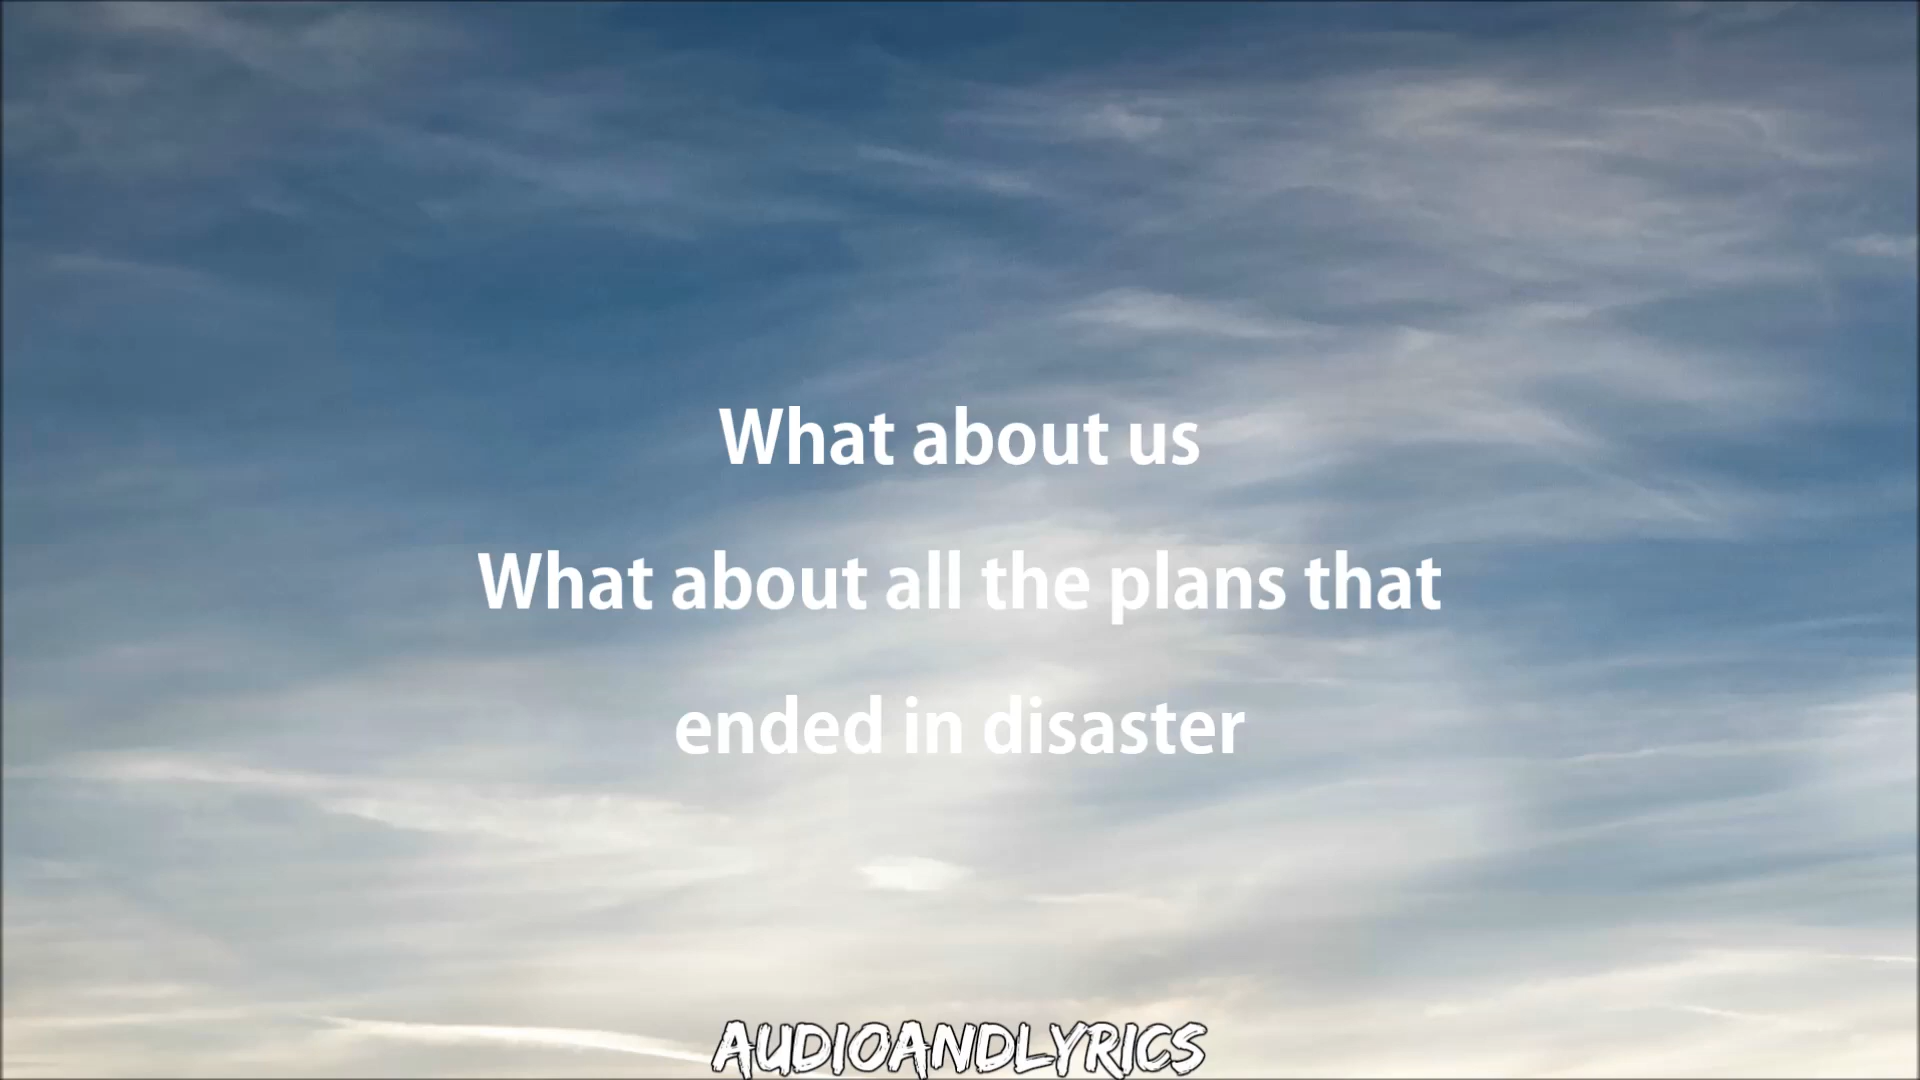 What about us
What about all the plans that
ended in disaster
AUDIOANDLYRICS